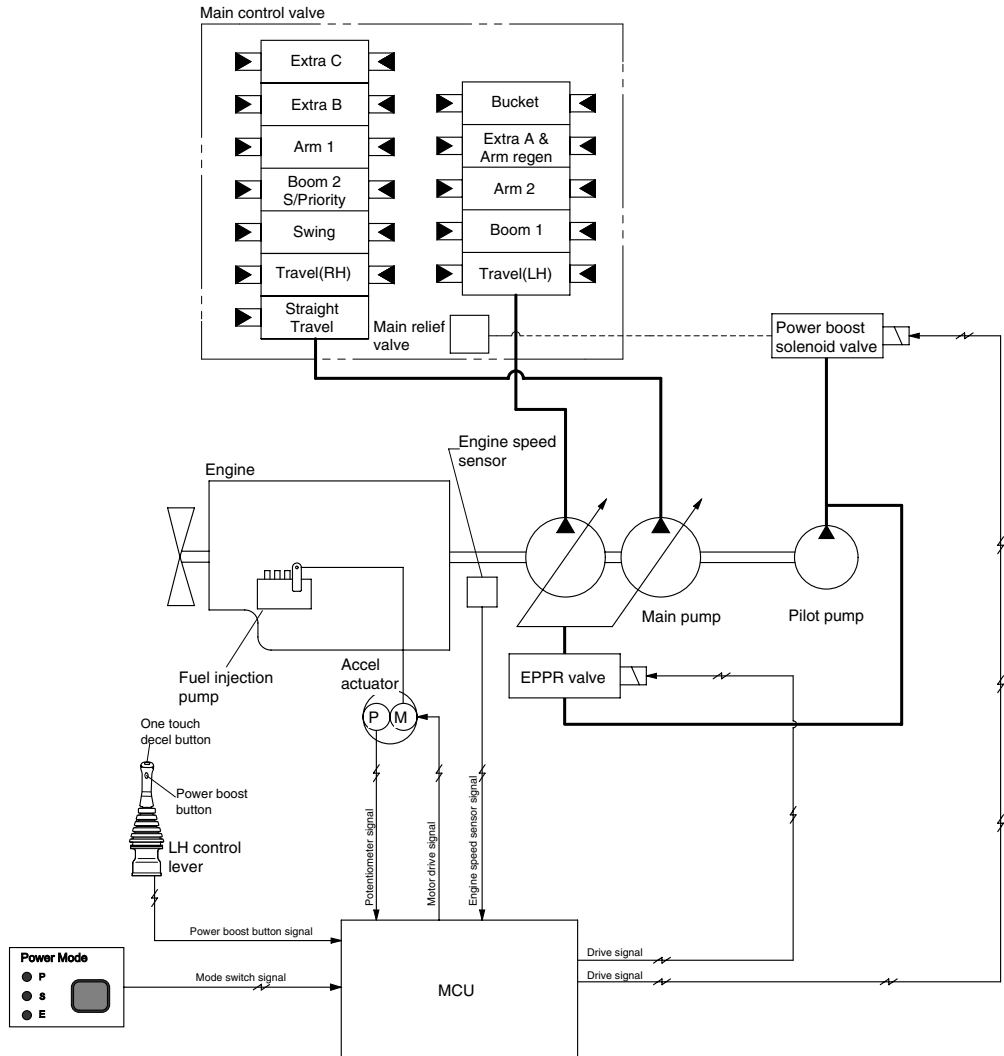 Main control valve
Extra C
Extra B
Arm 1
Boom 2
S/Priority
Swing
Travel(RH)
Straight
Travel
Bucket
Extra A &
Arm regen
Arm 2
Boom 1
Travel(LH)
Main relief
valve
Power boost
solenoid valve
Engine speed
sensor
Engine
Fuel injection
pump
Accel
actuator
P
M
Main pump
Pilot pump
EPPR valve
One touch
decel button
Power boost
button
LH control
lever
Potentiometer signal
Motor drive signal
Engine speed sensor signal
Power boost button signal
Mode switch signal
Drive signal
Drive signal
MCU
Power Mode
P
S
E